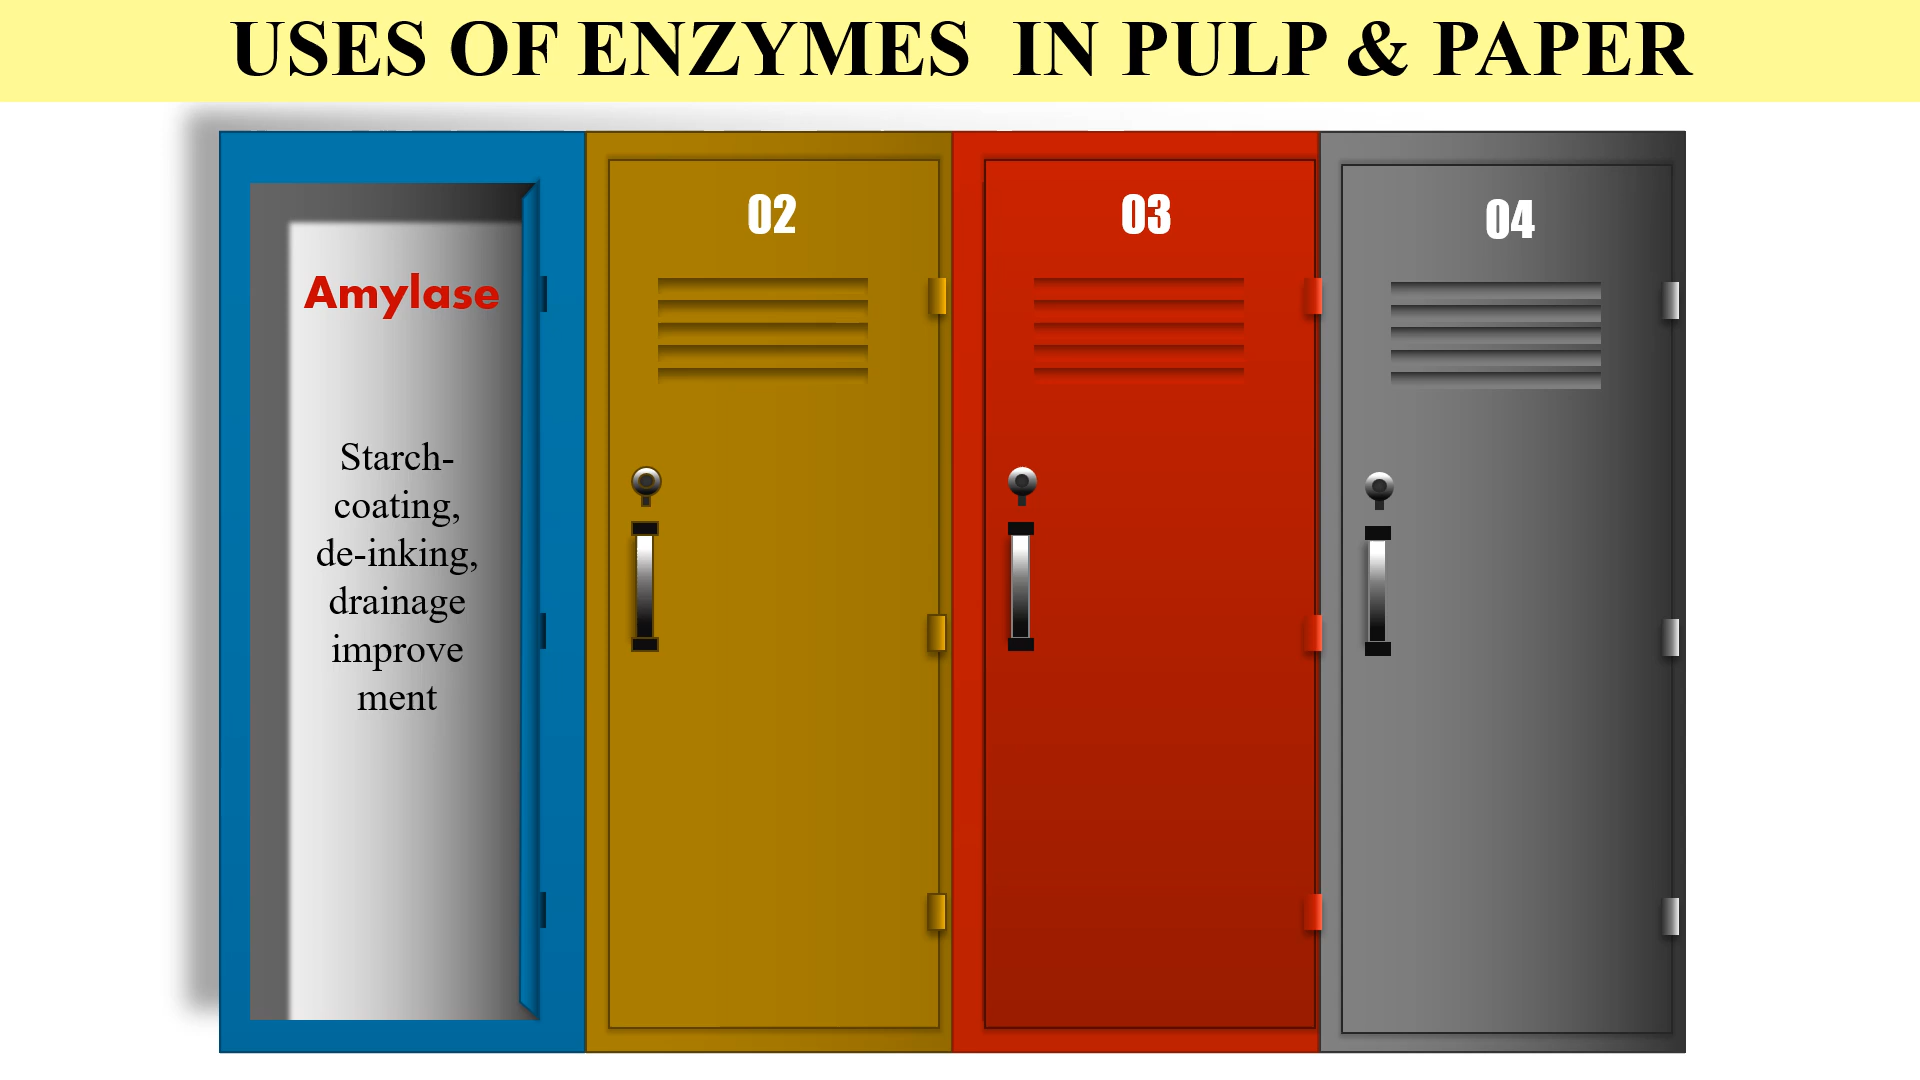 USES OF ENZYMES IN PULP & PAPER
Amylase
Starch-
coating,
de-inking,
drainage
improve
ment
02
03
04